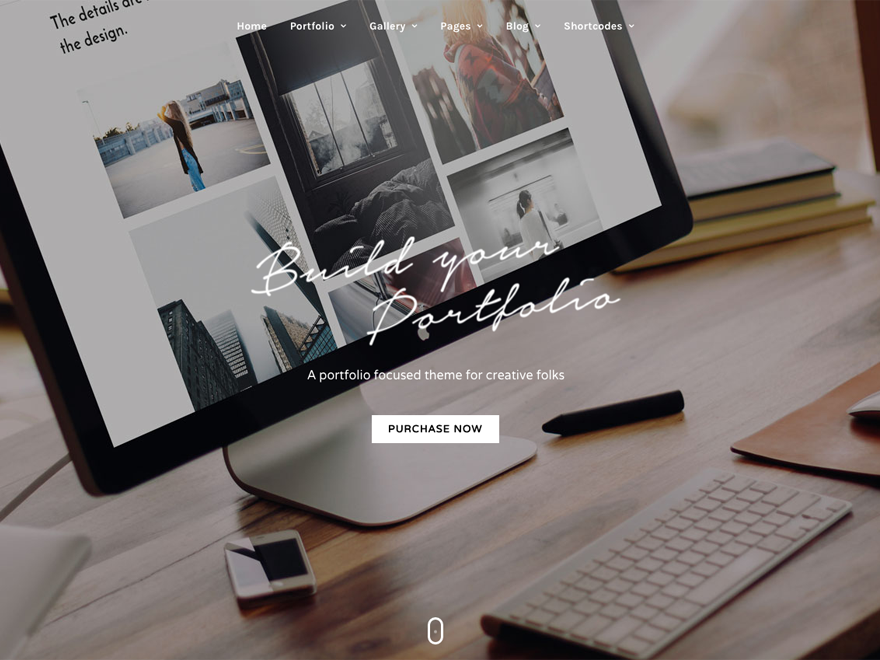 The details are
the design.
Home Portfolio Gallery Pages Blog Shortcodes
Build your
Portfolio
A portfolio focused theme for creative folks
PURCHASE NOW